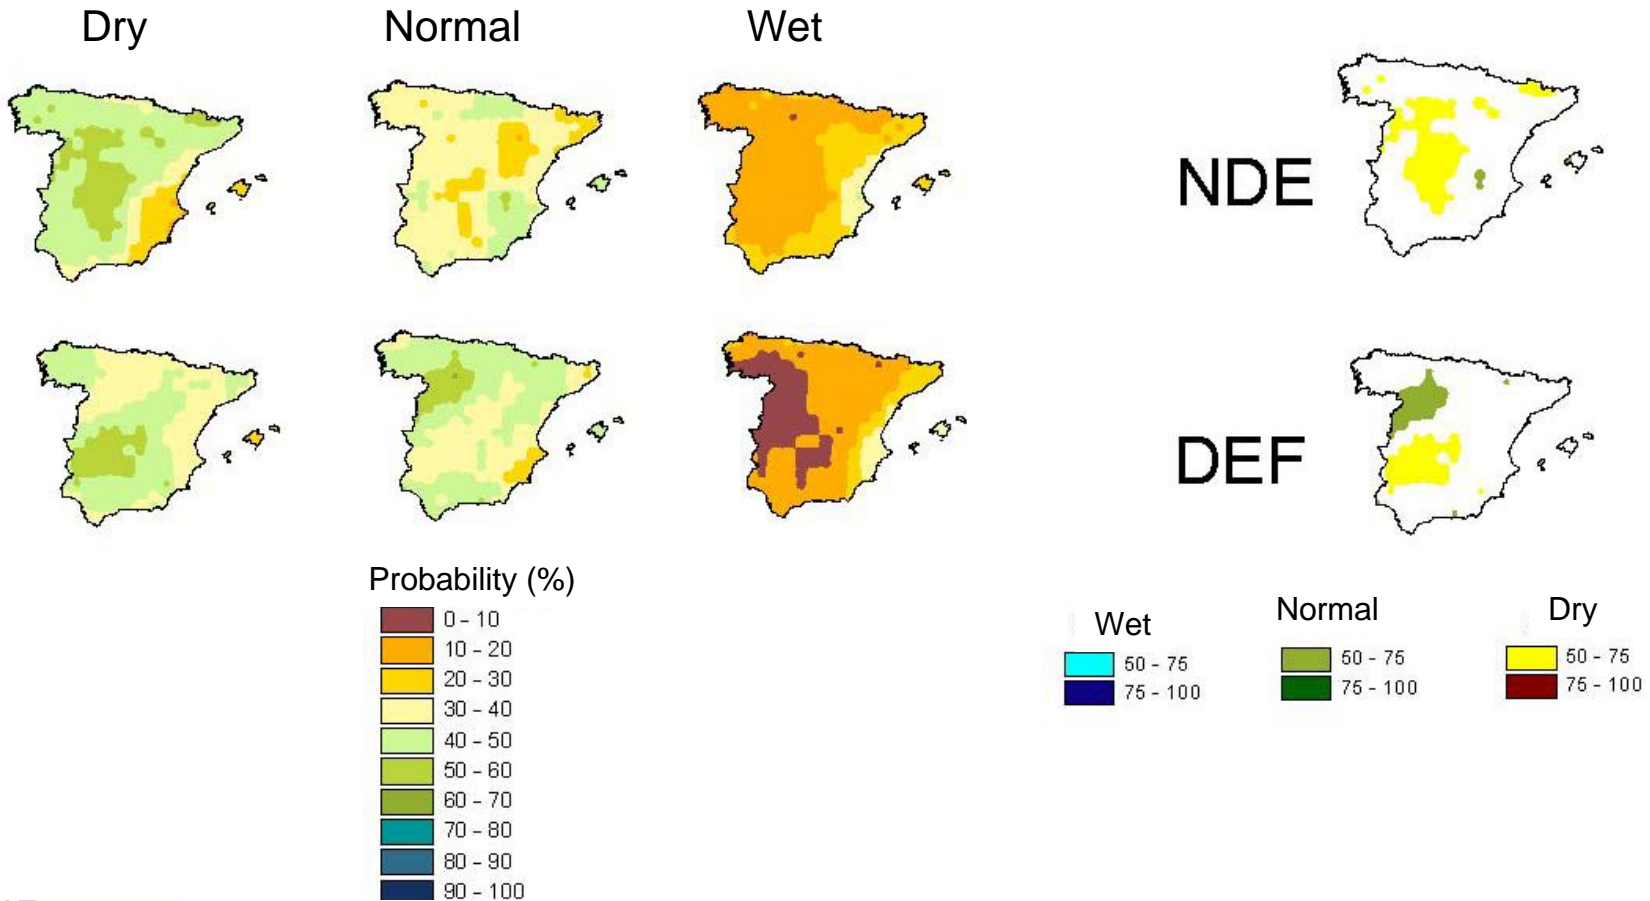 Dry Normal Wet
NDE
DEF
Probability (%)
0 - 10
10 - 20
20 - 30
30 - 40
40 - 50
50 - 60
60 - 70
70 - 80
80 - 90
90 - 100
Wet
50 - 75
75 - 100
Normal
50 - 75
75 - 100
Dry
50 - 75
75 - 100